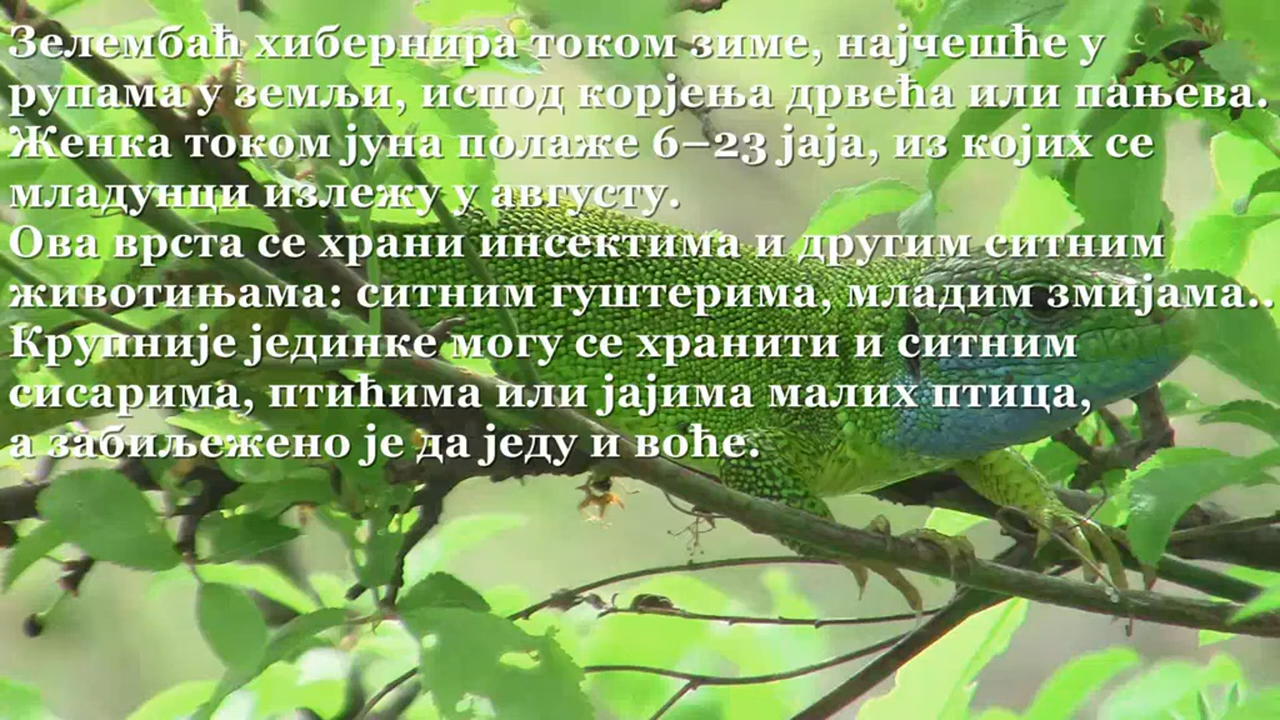 Зелембаћ хибернира током зиме, најчешће у
рупама у земљи, испод корјења дрвећа или пањева.
Женка током јуна полаже 6–23 јаја, из којих се
младунци излежу у августу.
Ова врста се храни инсектима и другим ситним
животињама: ситним гуштерима, младим змијама..
Крупније јединке могу се хранити и ситним
сисарима, птићима или јајима малих птица,
а забиљежено је да једу и воће.